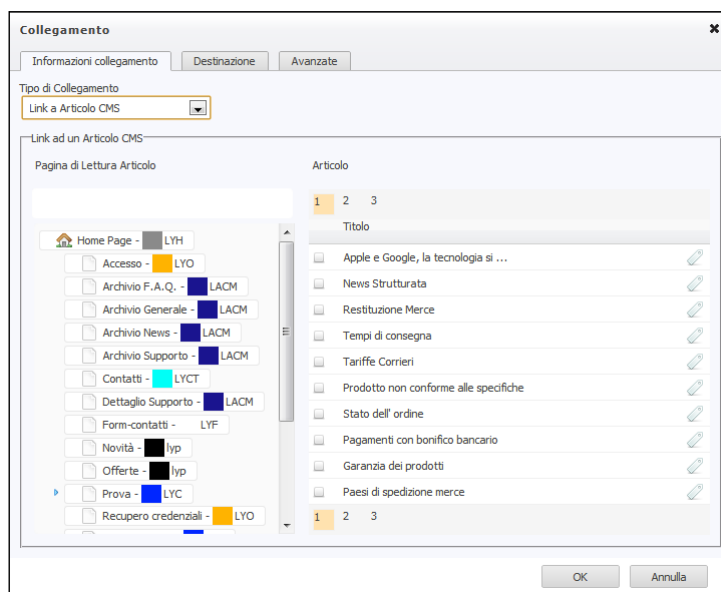 Collegamento
Informazioni collegamento
Destinazione
Avanzate
Tipo di Collegamento
Link a Articolo CMS
Link ad un Articolo CMS
Pagina di Lettura Articolo
Home Page - LYH
Accesso - LYO
Archivio F.A.Q. - LACM
Archivio Generale - LACM
Archivio News - LACM
Archivio Supporto - LACM
Contatti - LYCT
Dettaglio Supporto - LACM
Form-contatti - LYF
Novità - lyp
Offerte - lyp
Prova - LYC
Recupero credenziali - LYO
Articolo
1 2 3
Titolo
Apple e Google, la tecnologia si ...
News Strutturata
Restituzione Merce
Tempi di consegna
Tariffe Corrieri
Prodotto non conforme alle specifiche
Stato dell' ordine
Pagamenti con bonifico bancario
Garanzia dei prodotti
Paesi di spedizione merce
1 2 3
OK
Annulla